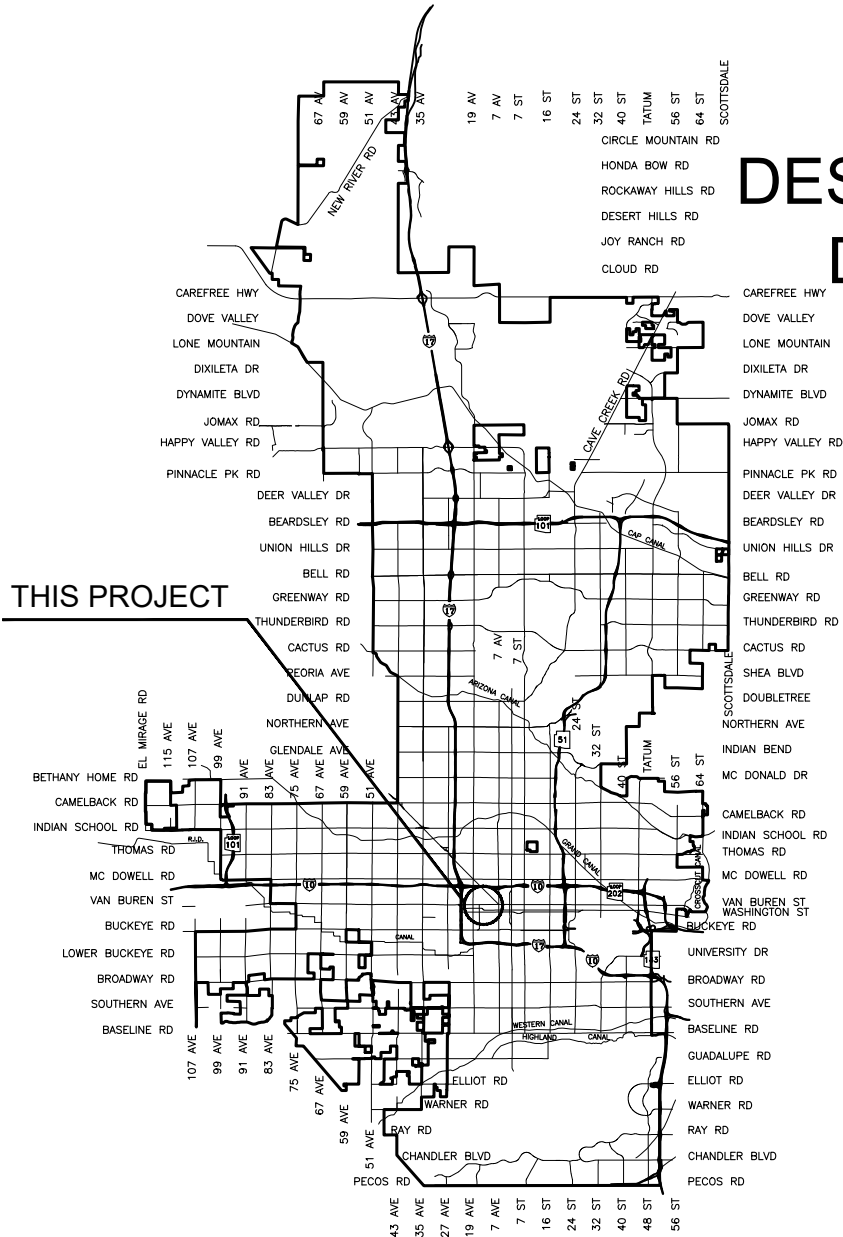 67 AV
59 AV
51 AV
43 AV
35 AV
19 AV
7 AV
7 ST
16 ST
24 ST
32 ST
40 ST
TATUM
56 ST
64 ST
SCOTTSDALE
CIRCLE MOUNTAIN RD
HONDA BOW RD
ROCKAWAY HILLS RD
DESERT HILLS RD
JOY RANCH RD
CLOUD RD
NEW RIVER RD
DES
D
CAREFREE HWY
DOVE VALLEY
LONE MOUNTAIN
DIXILETA DR
DYNAMITE BLVD
JOMAX RD
HAPPY VALLEY RD
PINNACLE PK RD
DEER VALLEY DR
BEARDSLEY RD
UNION HILLS DR
BELL RD
GREENWAY RD
THUNDERBIRD RD
CACTUS RD
PEORIA AVE
DUNLAP RD
NORTHERN AVE
GLENDALE AVE
THIS PROJECT
CAREFREE HWY
DOVE VALLEY
LONE MOUNTAIN
DIXILETA DR
DYNAMITE BLVD
JOMAX RD
HAPPY VALLEY RD
PINNACLE PK RD
DEER VALLEY DR
BEARDSLEY RD
UNION HILLS DR
BELL RD
GREENWAY RD
THUNDERBIRD RD
CACTUS RD
SHEA BLVD
DOUBLETREE
NORTHERN AVE
INDIAN BEND
MC DONALD DR
CAMELBACK RD
INDIAN SCHOOL RD
THOMAS RD
MC DOWELL RD
VAN BUREN ST
WASHINGTON ST
BUCKEYE RD
UNIVERSITY DR
BROADWAY RD
SOUTHERN AVE
BASELINE RD
GUADALUPE RD
ELLIOT RD
WARNER RD
RAY RD
CHANDLER BLVD
PECOS RD
17
CAVE CREEK RD
LOOP
101
CAP CANAL
17
7 AV
7 ST
ARIZONA CANAL
24 ST
32 ST
40 ST
TATUM
56 ST
64 ST
SCOTTSDALE
51
EL MIRAGE RD
115 AVE
107 AVE
99 AVE
91 AVE
83 AVE
75 AVE
67 AVE
59 AVE
51 AVE
BETHANY HOME RD
CAMELBACK RD
INDIAN SCHOOL RD
R.I.D.
THOMAS RD
MC DOWELL RD
VAN BUREN ST
BUCKEYE RD
LOWER BUCKEYE RD
BROADWAY RD
SOUTHERN AVE
BASELINE RD
LOOP
101
10
10
GRAND CANAL
LOOP
202
CROSSCUT CANAL
CANAL
17
10
143
WESTERN CANAL
HIGHLAND CANAL
107 AVE
99 AVE
91 AVE
83 AVE
75 AVE
67 AVE
59 AVE
51 AVE
ELLIOT RD
WARNER RD
RAY RD
CHANDLER BLVD
PECOS RD
43 AVE
35 AVE
27 AVE
19 AVE
7 AVE
7 ST
16 ST
24 ST
32 ST
40 ST
48 ST
56 ST